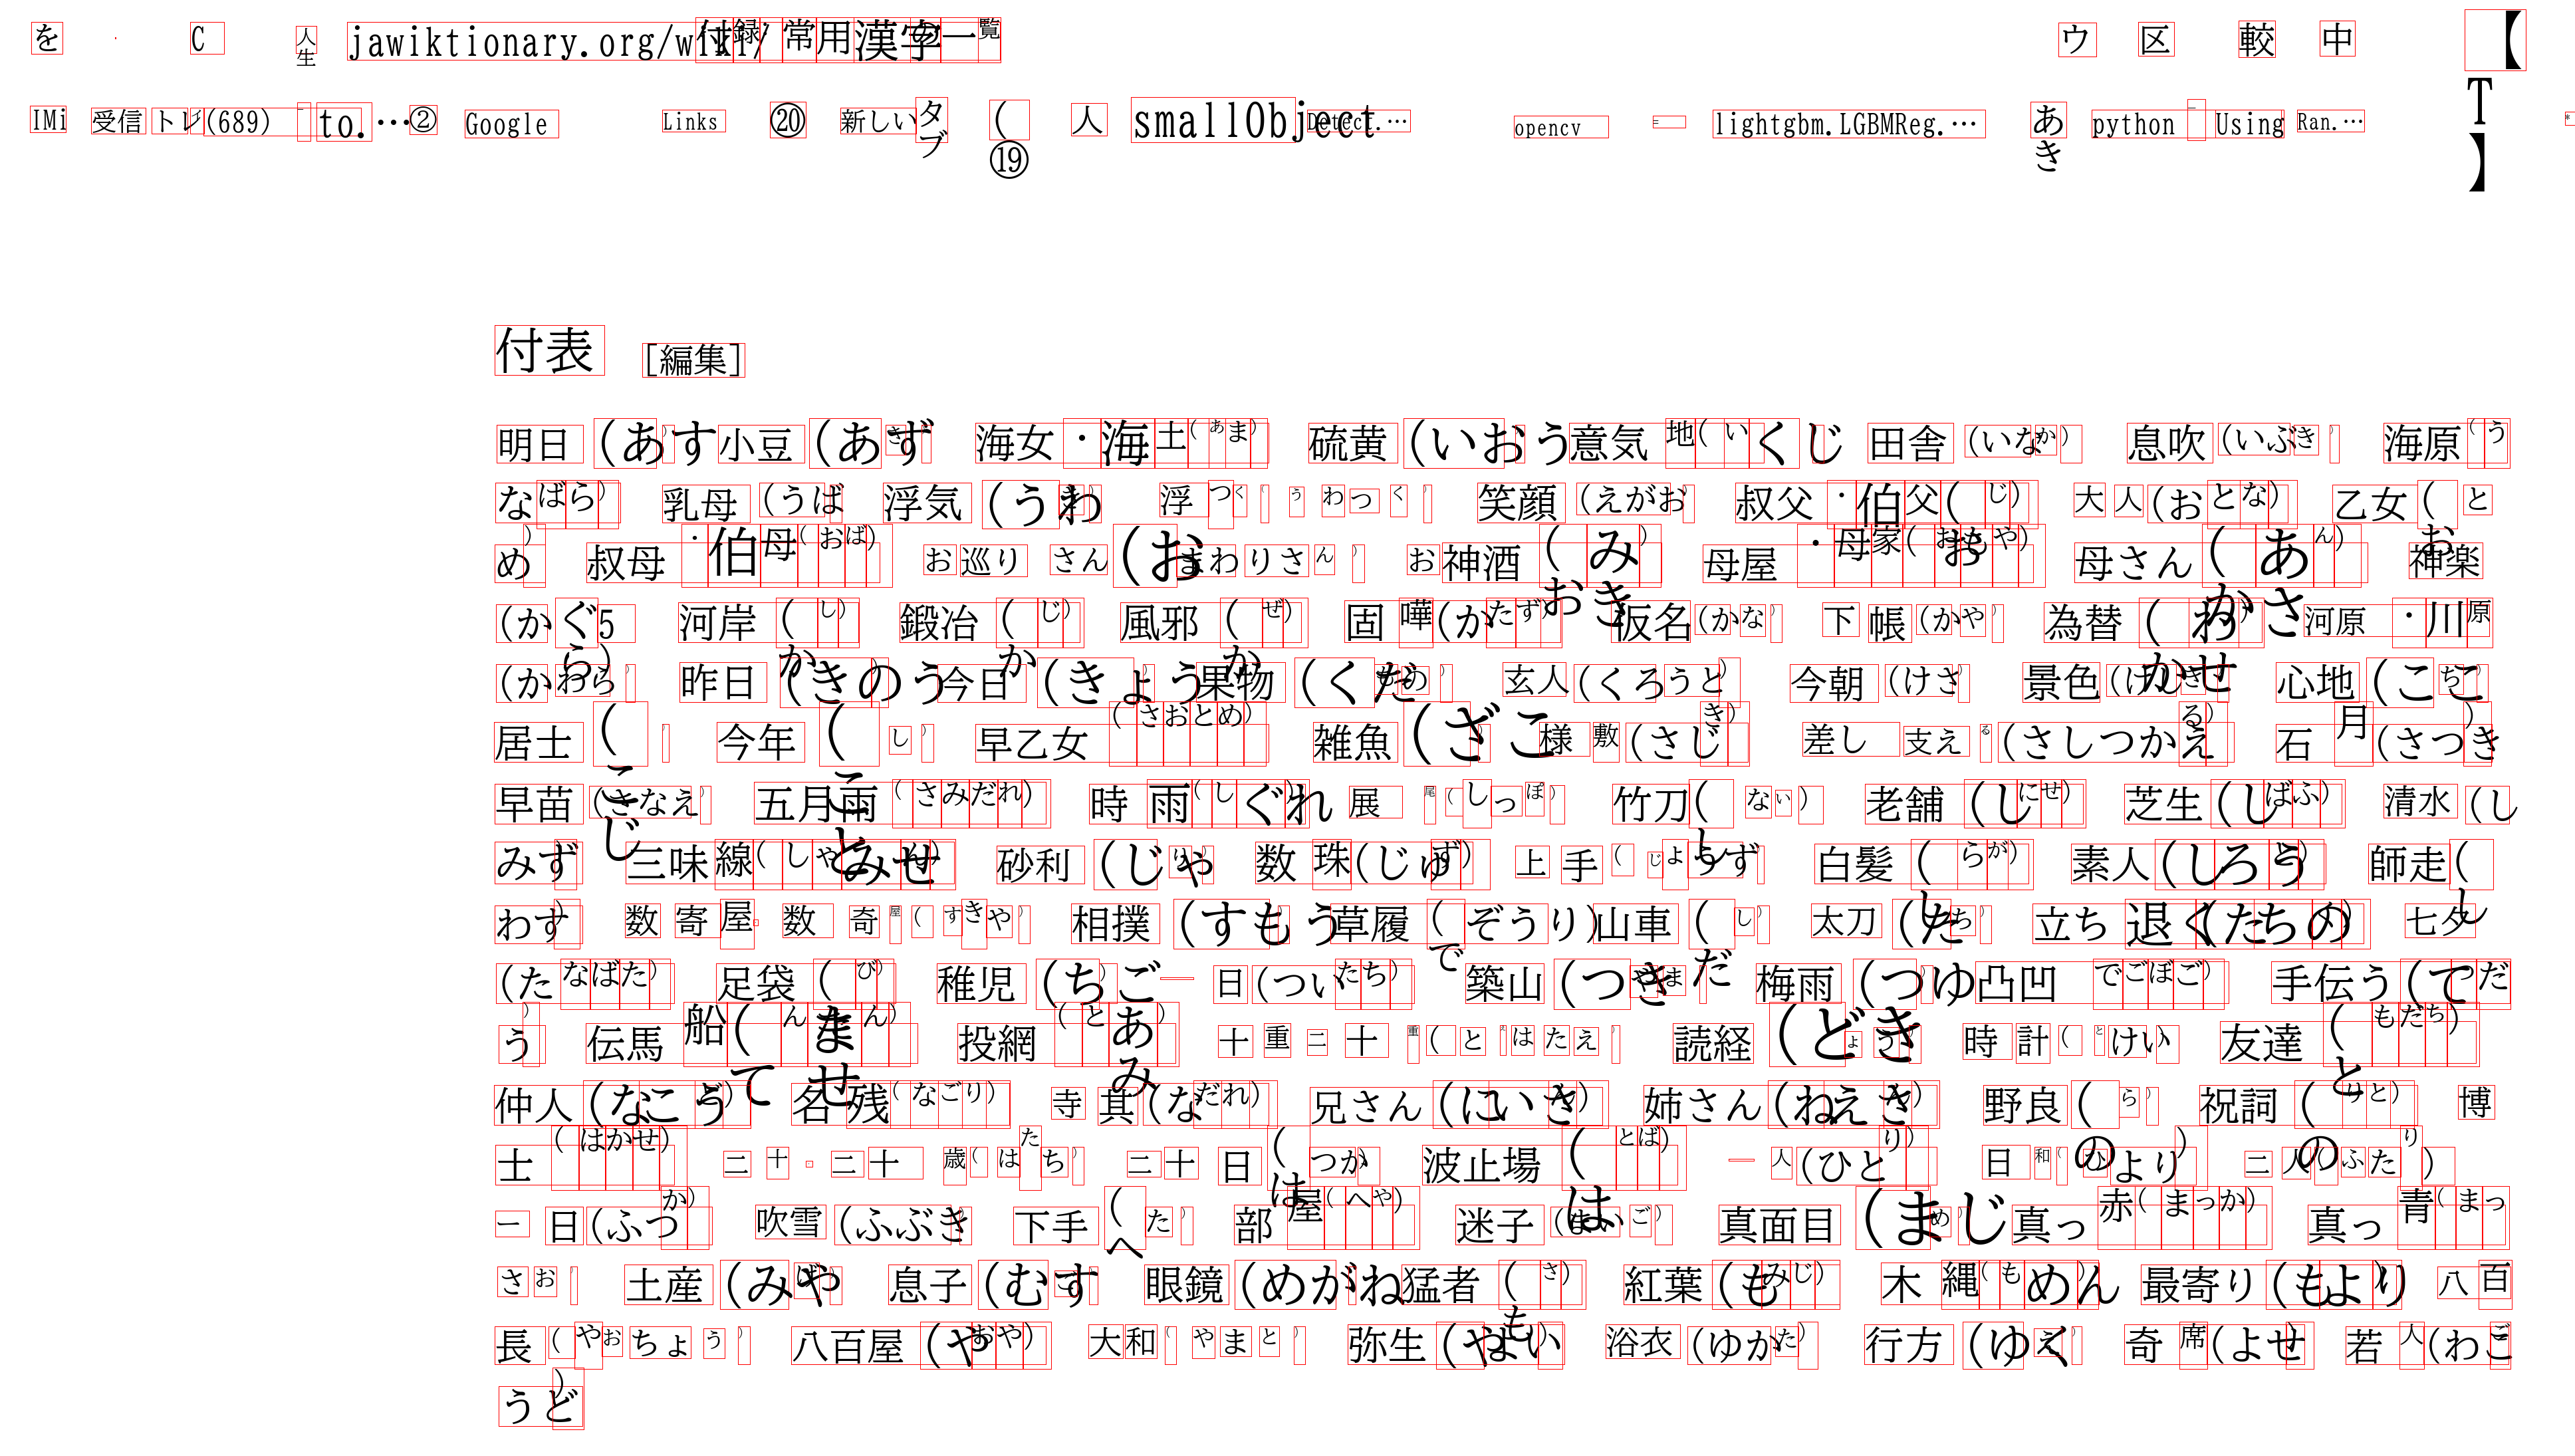 を ・ C 人生 jawiktionary.org/wiki/付録/常用漢字の一覧 ウ 区 較 中 【T】
IMi 受信 トレ (689) to.… ② Google Links ⑳ 新しい タブ (⑲ 人 smallObject Detect.… opencv = lightgbm.LGBMReg.… あき python Using Ran.… *
付表 [編集]
明日 (あす) 小豆 (あずき) 海女・海士(あま) 硫黄 (いおう) 意気地(いくじ) 田舎 (いなか) 息吹 (いぶき) 海原(う
なばら) 乳母 (うば) 浮気 (うわき) 浮つく(うわつく) 笑顔 (えがお) 叔父・伯父(おじ) 大人(おとな) 乙女(おと
め) 叔母・伯母(おば) お巡りさん(おまわりさん) お神酒(おみき) 母屋・母家(おもや) 母さん(かあさん) 神楽
(かぐら)5 河岸(かし) 鍛冶(かじ) 風邪(かぜ) 固唾(かたず) 仮名(かな) 下帳(かや) 為替(かわせ) 河原・川原
(かわら) 昨日 (きのう) 今日 (きょう) 果物 (くだもの) 玄人 (くろうと) 今朝 (けさ) 景色 (けしき) 心地 (ここち)
居士(こじ) 今年(ことし) 早乙女(さおとめ) 雑魚(ざこ) 様敷(さじき) 差し支える(さしつかえる) 石月(さつき)
早苗 (さなえ) 五月雨(さみだれ) 時雨(しぐれ) 展尾(しっぽ) 竹刀(しない) 老舗(しにせ) 芝生(しばふ) 清水 (し
みず) 三味線(しゃみせん) 砂利 (じゃり) 数珠(じゅず) 上手(じょうず) 白髪(しらが) 素人(しろうと) 師走(し
わす) 数寄屋・数奇屋(すきや) 相撲 (すもう) 草履(ぞうり) 山車(だし) 太刀(たち) 立ち退く(たちのく) 七夕
(たなばた) 足袋(たび) 稚児 (ちご) 一日(ついたち) 築山 (つきやま) 梅雨 (つゆ) 凸凹でこぼこ) 手伝う(てつだ
う) 伝馬船(てんません) 投網(とあみ) 十重二十重(とえはたえ) 読経(どきょう) 時計(とけい) 友達(ともだち)
仲人(なこうど) 名残(なごり) 寺其(なだれ) 兄さん(にいさん) 姉さん(ねえさん) 野良(のら) 祝詞(のりと) 博
士(はかせ) 二十・二十歳(はたち) 二十日(はつか) 波止場(はとば) 一人(ひとり) 日和(ひより) 二人(ふたり)
一日(ふつか) 吹雪 (ふぶき) 下手(へた) 部屋(へや) 迷子(まいご) 真面目(まじめ) 真っ赤(まっか) 真っ青(まっ
さお) 土産(みやげ) 息子(むすこ) 眼鏡(めがね) 猛者(もさ) 紅葉(もみじ) 木縄(もめん) 最寄り(もより) 八百
長(やおちょう) 八百屋(やおや) 大和(やまと) 弥生(やよい) 浴衣(ゆかた) 行方(ゆくえ) 奇席(よせ) 若人(わこ
うど)